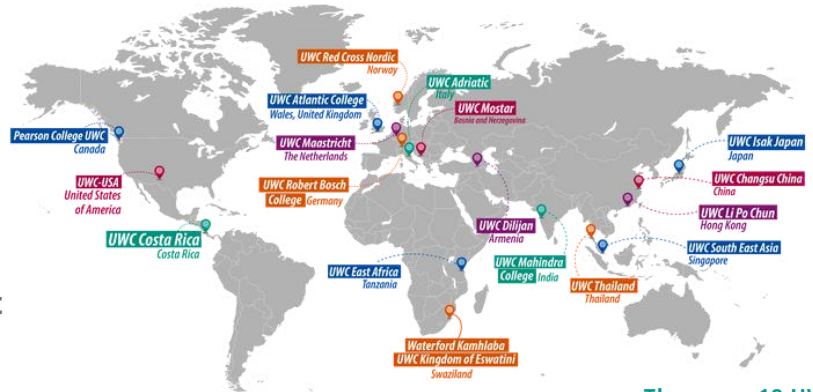 UWC Red Cross Nordic
Norway
UWC Adriatic
Italy
UWC Atlantic College
Wales, United Kingdom
UWC Mostar
Bosnia and Herzegovina
Pearson College UWC
Canada
UWC Maastricht
The Netherlands
UWC Isak Japan
Japan
UWC-USA
United States
of America
UWC Robert Bosch
College Germany
UWC Changsu China
China
UWC Li Po Chun
Hong Kong
UWC Dilijan
Armenia
UWC Costa Rica
Costa Rica
UWC Mahindra
College India
UWC South East Asia
Singapore
UWC East Africa
Tanzania
UWC Thailand
Thailand
Waterford Kamhlaba
UWC Kingdom of Eswatini
Swaziland